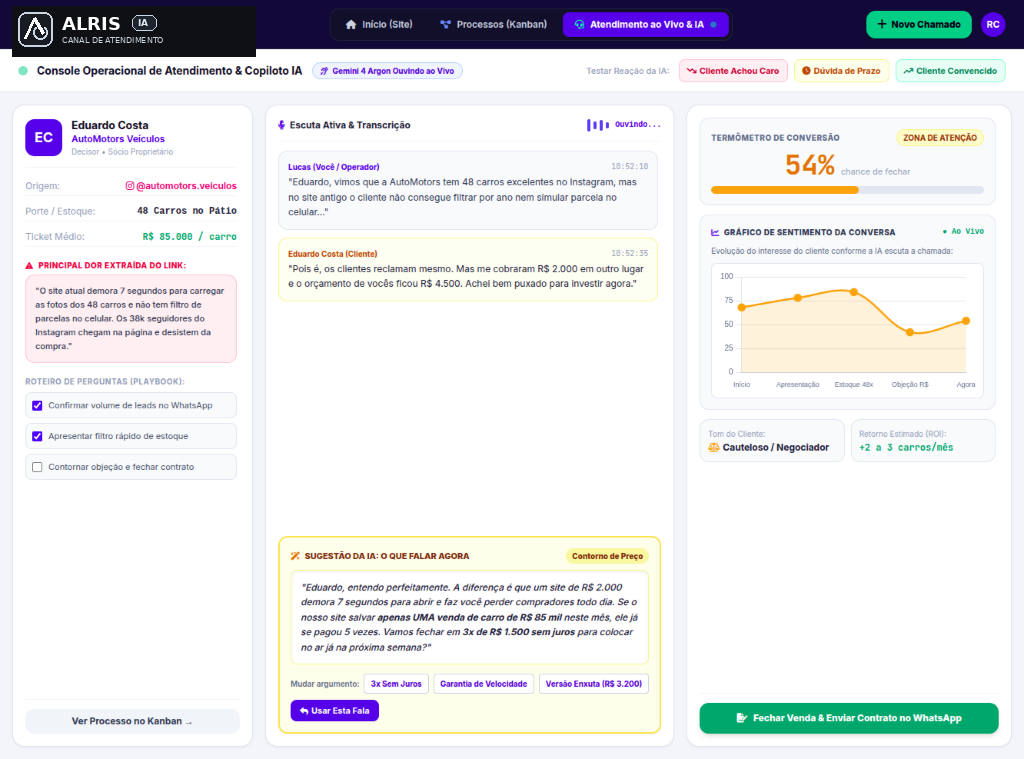 ALRIS IA
CANAL DE ATENDIMENTO
Início (Site)
Processos (Kanban)
Atendimento ao Vivo & IA
+ Novo Chamado
RC
Console Operacional de Atendimento & Copiloto IA
Gemini 4 Argon Ouvindo ao Vivo
Testar Reação da IA:
Cliente Achou Caro
Dúvida de Prazo
Cliente Convencido
EC
Eduardo Costa
AutoMotors Veículos
Decisor • Sócio Proprietário
Origem:
@automotors.veiculos
Porte / Estoque:
48 Carros no Pátio
Ticket Médio:
R$ 85.000 / carro
PRINCIPAL DOR EXTRAÍDA DO LINK:
"O site atual demora 7 segundos para carregar
as fotos dos 48 carros e não tem filtro de
parcelas no celular. Os 38k seguidores do
Instagram chegam na página e desistem da
compra."
ROTEIRO DE PERGUNTAS (PLAYBOOK):
Confirmar volume de leads no WhatsApp
Apresentar filtro rápido de estoque
Contornar objeção e fechar contrato
Ver Processo no Kanban →
Escuta Ativa & Transcrição
Ouvindo...
Lucas (Você / Operador)
18:52:10
"Eduardo, vimos que a AutoMotors tem 48 carros excelentes no Instagram, mas
no site antigo o cliente não consegue filtrar por ano nem simular parcela no
celular..."
Eduardo Costa (Cliente)
18:52:35
"Pois é, os clientes reclamam mesmo. Mas me cobraram R$ 2.000 em outro lugar
e o orçamento de vocês ficou R$ 4.500. Achei bem puxado para investir agora."
SUGESTÃO DA IA: O QUE FALAR AGORA
Contorno de Preço
"Eduardo, entendo perfeitamente. A diferença é que um site de R$ 2.000
demora 7 segundos para abrir e faz você perder compradores todo dia. Se o
nosso site salvar apenas UMA venda de carro de R$ 85 mil neste mês, ele já
se pagou 5 vezes. Vamos fechar em 3x de R$ 1.500 sem juros para colocar
no ar já na próxima semana?"
Mudar argumento:
3x Sem Juros
Garantia de Velocidade
Versão Enxuta (R$ 3.200)
Usar Esta Fala
TERMÔMETRO DE CONVERSÃO
ZONA DE ATENÇÃO
54% chance de fechar
GRÁFICO DE SENTIMENTO DA CONVERSA
• Ao Vivo
Evolução do interesse do cliente conforme a IA escuta a chamada:
100
75
50
25
0
Início
Apresentação
Estoque 48x
Objeção R$
Agora
Tom do Cliente:
Cauteloso / Negociador
Retorno Estimado (ROI):
+2 a 3 carros/mês
Fechar Venda & Enviar Contrato no WhatsApp